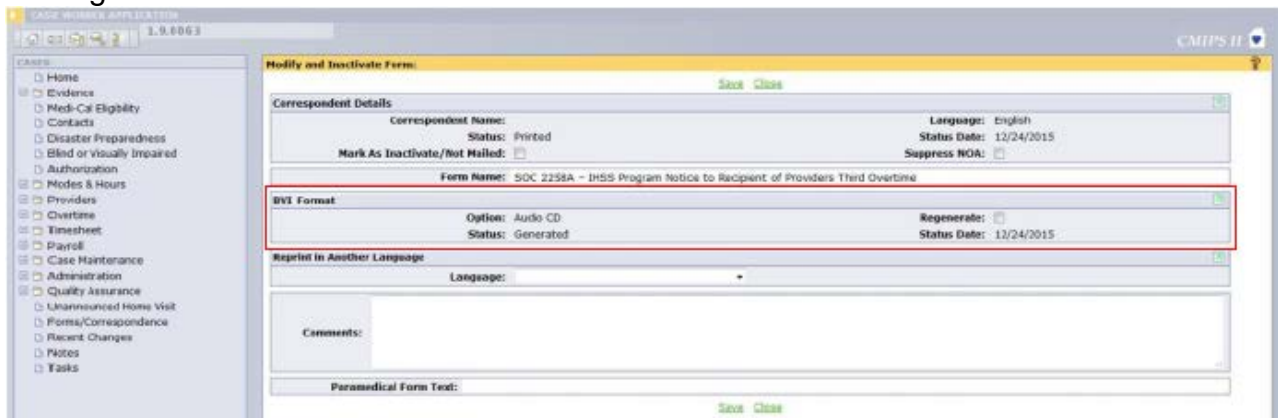 CASE WORKER APPLICATION
1.9.0063
CMIPS II
CASES
Home
Evidence
Medi-Cal Eligibility
Contacts
Disaster Preparedness
Blind or Visually Impaired
Authorization
Modes & Hours
Providers
Overtime
Timesheet
Payroll
Case Maintenance
Administration
Quality Assurance
Unannounced Home Visit
Forms/Correspondence
Recent Changes
Notes
Tasks
Modify and Inactivate Form:
Save Close
Correspondent Details
Correspondent Name: Language: English
Status: Printed Status Date: 12/24/2015
Mark As Inactivate/Not Mailed: Suppress NOA:
Form Name: SOC 2258A - IHSS Program Notice to Recipient of Providers Third Overtime
BVI Format
Option: Audio CD Regenerate:
Status: Generated Status Date: 12/24/2015
Reprint in Another Language
Language:
Comments:
Paramedical Form Text:
Save Close